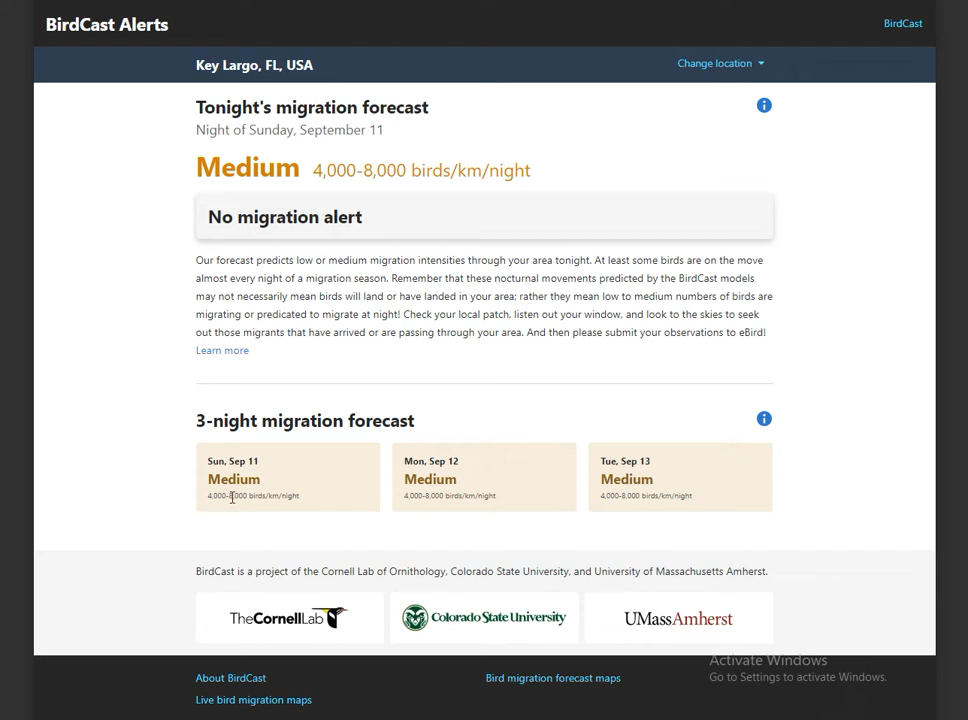 BirdCast Alerts
BirdCast
Key Largo, FL, USA
Change location
Tonight's migration forecast
Night of Sunday, September 11
Medium 4,000-8,000 birds/km/night
No migration alert
Our forecast predicts low or medium migration intensities through your area tonight. At least some birds are on the move
almost every night of a migration season. Remember that these nocturnal movements predicted by the BirdCast models
may not necessarily mean birds will land or have landed in your area; rather they mean low to medium numbers of birds are
migrating or predicated to migrate at night! Check your local patch, listen out your window, and look to the skies to seek
out those migrants that have arrived or are passing through your area. And then please submit your observations to eBird!
Learn more
3-night migration forecast
Sun, Sep 11
Medium
4,000-8,000 birds/km/night
Mon, Sep 12
Medium
4,000-8,000 birds/km/night
Tue, Sep 13
Medium
4,000-8,000 birds/km/night
BirdCast is a project of the Cornell Lab of Ornithology, Colorado State University, and University of Massachusetts Amherst.
TheCornellLab
Colorado State University
UMassAmherst
Activate Windows
Go to Settings to activate Windows.
About BirdCast
Bird migration forecast maps
Live bird migration maps